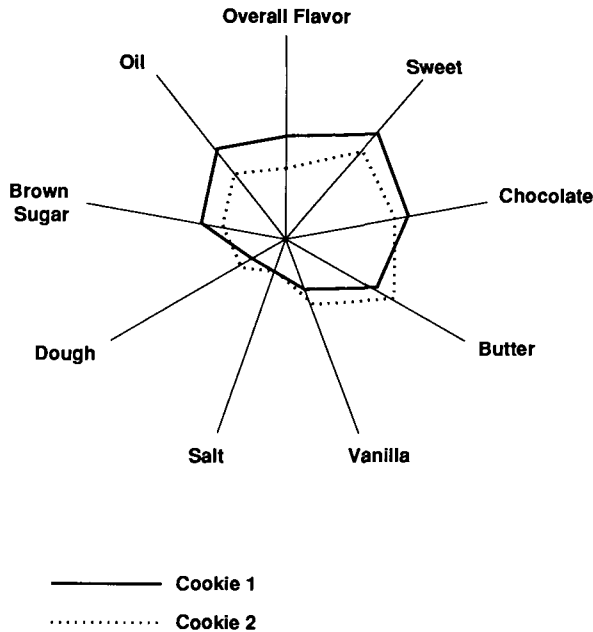 Overall Flavor
Oil
Sweet
Brown
Sugar
Chocolate
Dough
Butter
Salt
Vanilla
Cookie 1
Cookie 2